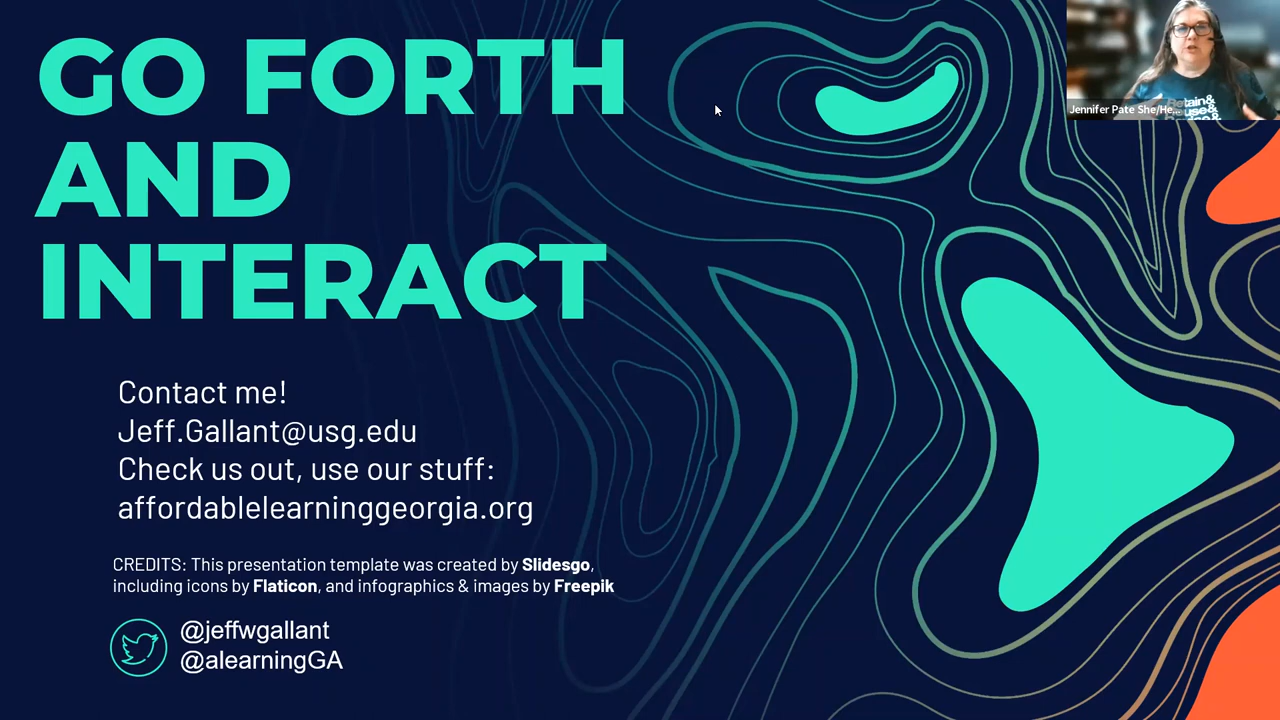 GO FORTH
AND
INTERACT
Jennifer Pate She/He...
Contact me!
Jeff.Gallant@usg.edu
Check us out, use our stuff:
affordablelearninggeorgia.org
CREDITS: This presentation template was created by Slidesgo,
including icons by Flaticon, and infographics & images by Freepik
@jeffwgallant
@alearningGA